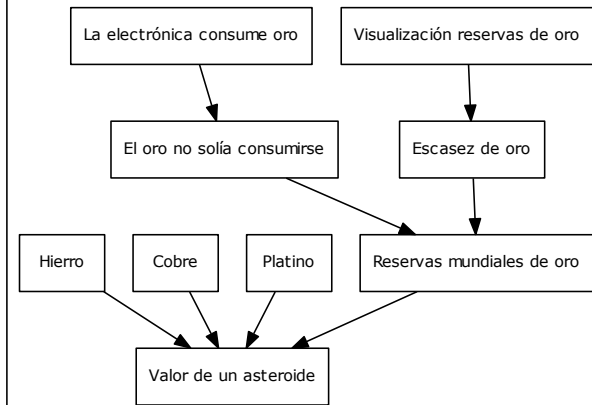 La electrónica consume oro
Visualización reservas de oro
El oro no solía consumirse
Escasez de oro
Hierro
Cobre
Platino
Reservas mundiales de oro
Valor de un asteroide